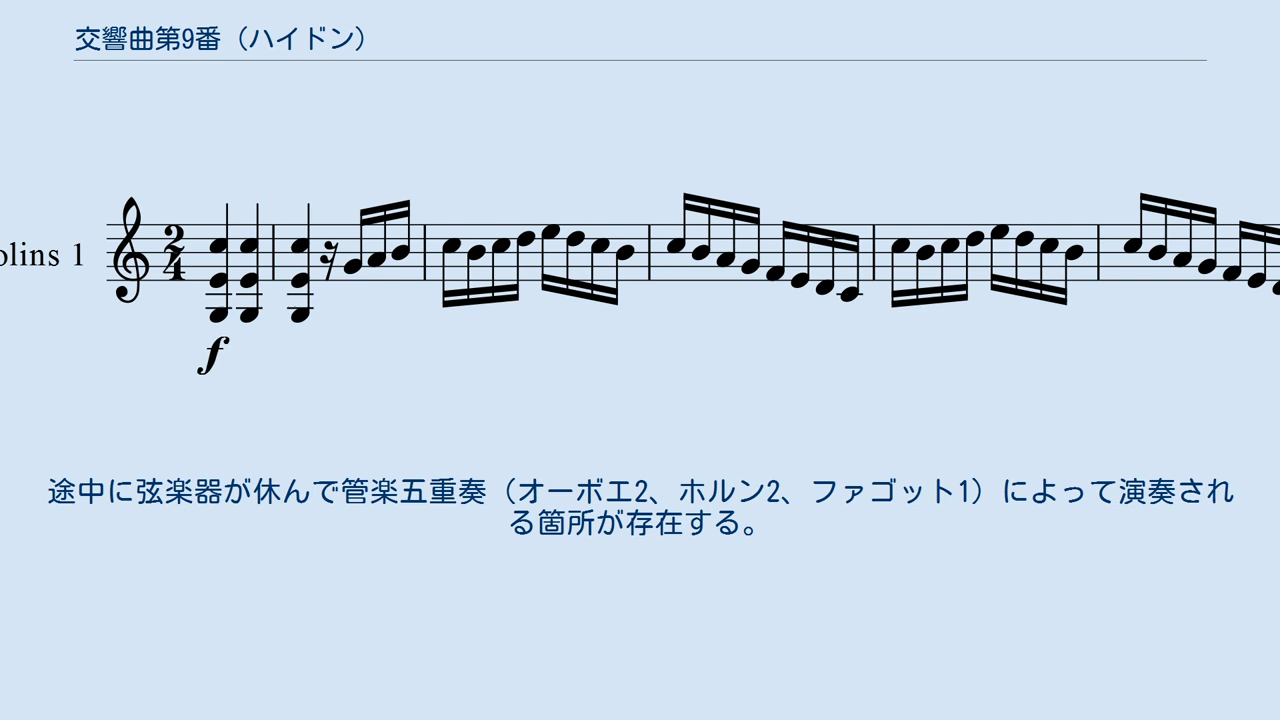 交響曲第9番（ハイドン）
olins 1
2
4
f
途中に弦楽器が休んで管楽五重奏（オーボエ2、ホルン2、ファゴット1）によって演奏され
る箇所が存在する。